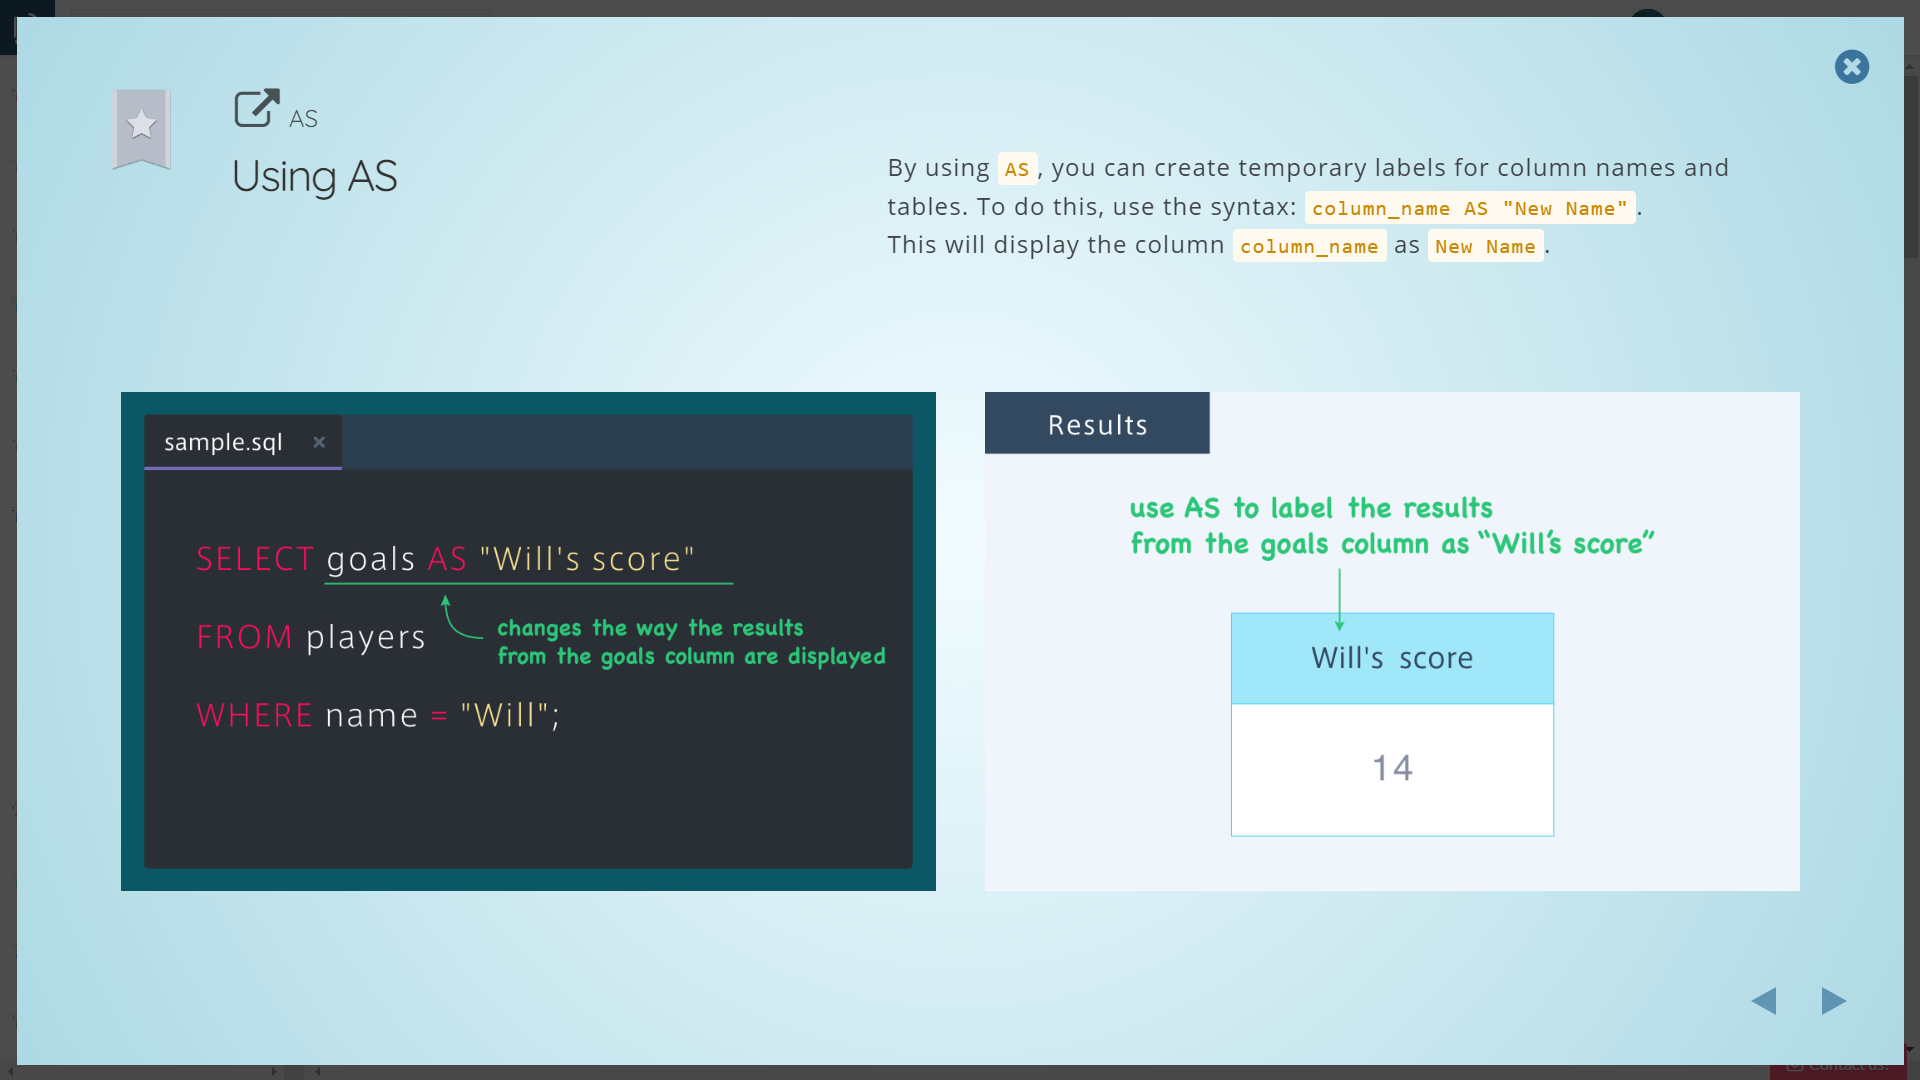 AS
Using AS
By using AS, you can create temporary labels for column names and
tables. To do this, use the syntax: column_name AS "New Name".
This will display the column column_name as New Name.
sample.sql ×
SELECT goals AS "Will's score"
changes the way the results
from the goals column are displayed
FROM players
WHERE name = "Will";
Results
use AS to label the results
from the goals column as “Will’s score”
Will's score
14
Contact us!